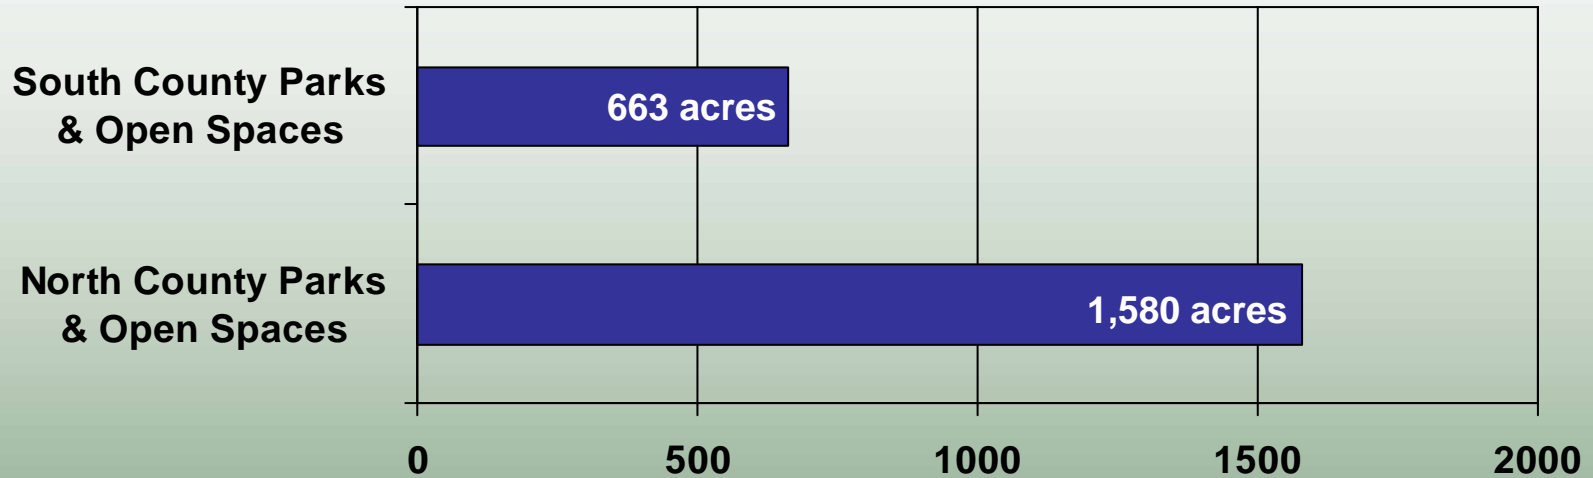 South County Parks
& Open Spaces
663 acres
North County Parks
& Open Spaces
1,580 acres
0 500 1000 1500 2000